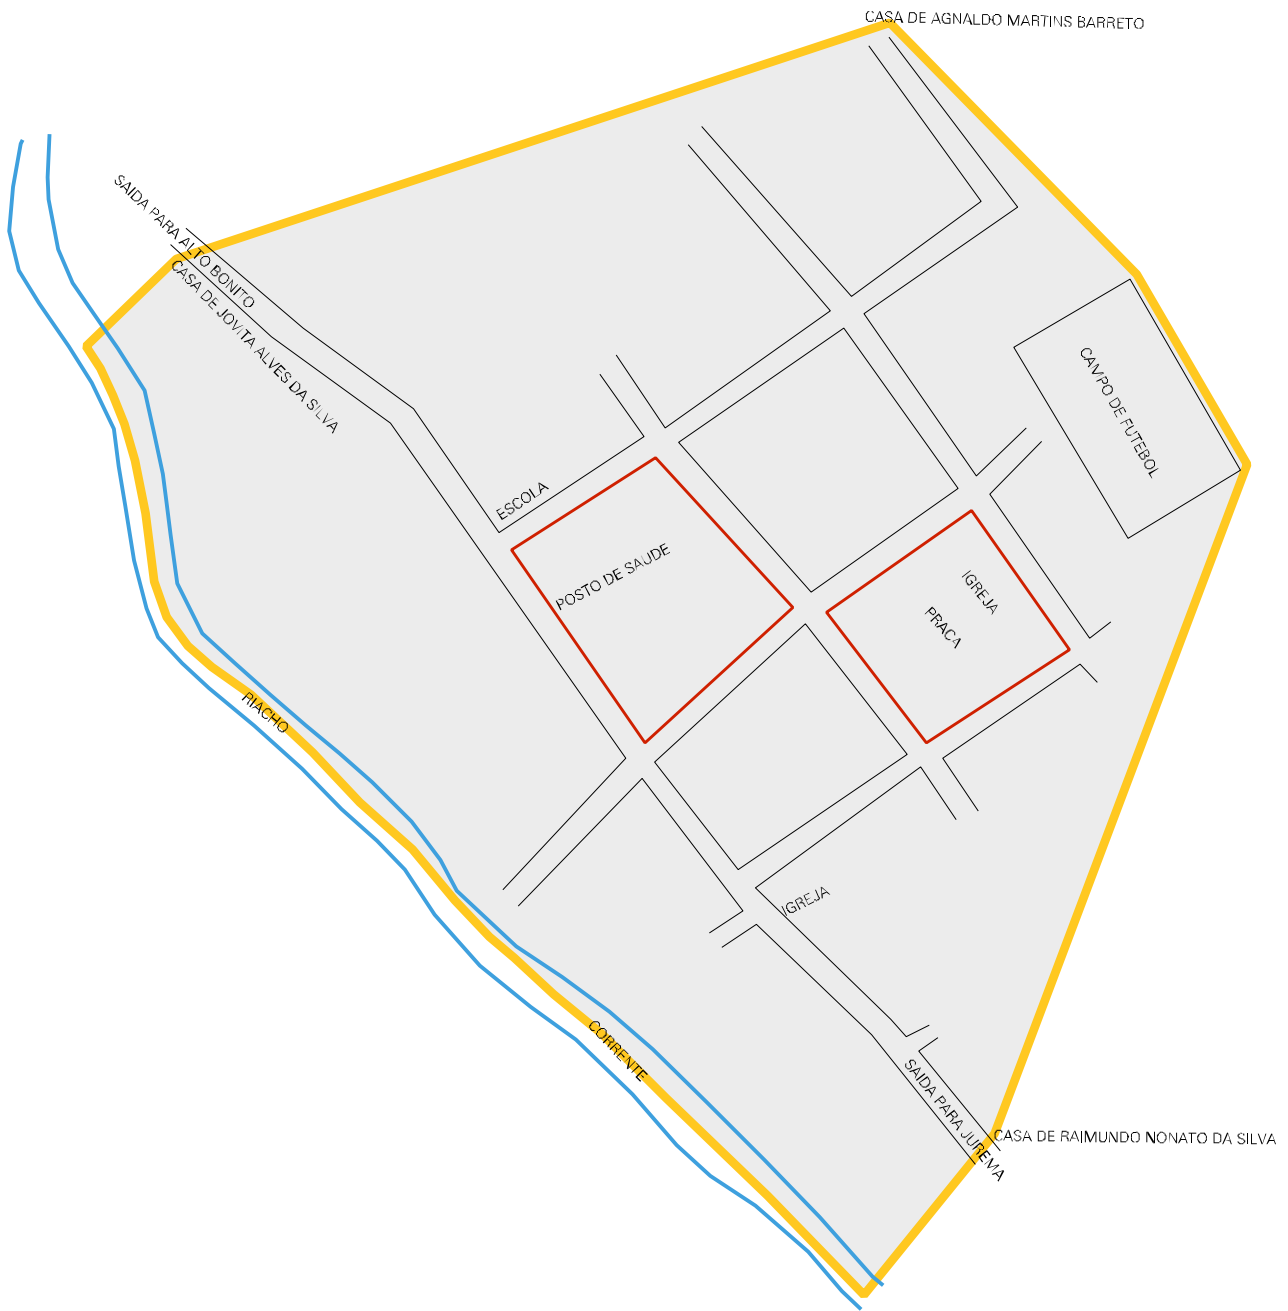 CASA DE AGNALDO MARTINS BARRETO
SAIDA PARA ALTO BONITO
CASA DE JOVITA ALVES DA SILVA
CAMPO DE FUTEBOL
ESCOLA
POSTO DE SAUDE
IGREJA
PRACA
RIACHO
IGREJA
CORRENTE
SAIDA PARA JUREMA
CASA DE RAIMUNDO NONATO DA SILVA